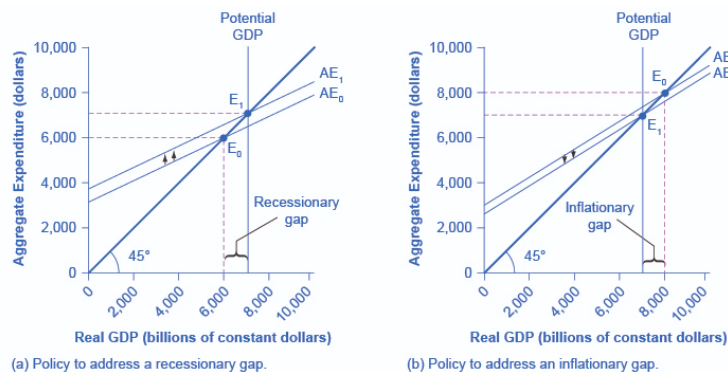 Potential
GDP
Aggregate Expenditure (dollars)
10,000
8,000
6,000
4,000
2,000
0
AE₁
AE₀
E₁
E₀
Recessionary
gap
45°
0
2,000
4,000
6,000
8,000
10,000
Real GDP (billions of constant dollars)
(a) Policy to address a recessionary gap.
Potential
GDP
Aggregate Expenditure (dollars)
10,000
8,000
6,000
4,000
2,000
0
AE
AE
E₀
E₁
Inflationary
gap
45°
0
2,000
4,000
6,000
8,000
10,000
Real GDP (billions of constant dollars)
(b) Policy to address an inflationary gap.